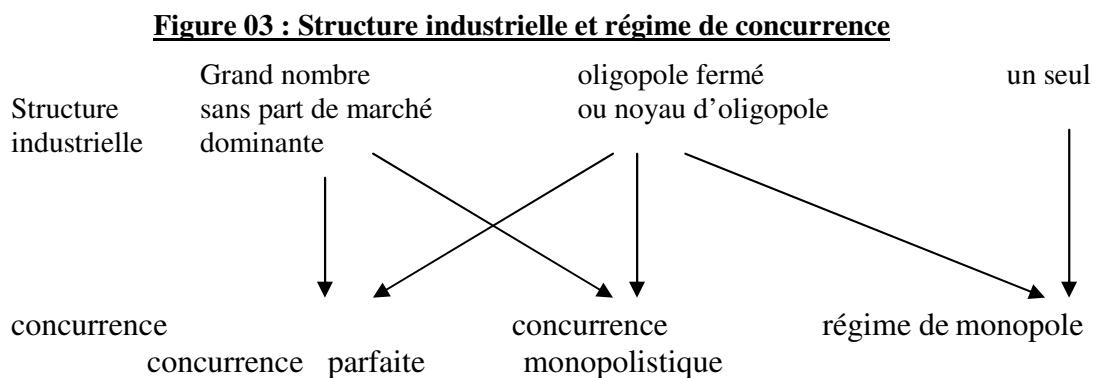 Figure 03 : Structure industrielle et régime de concurrence
Grand nombre oligopole fermé un seul
Structure sans part de marché ou noyau d’oligopole
industrielle dominante
concurrence concurrence régime de monopole
concurrence parfaite monopolistique